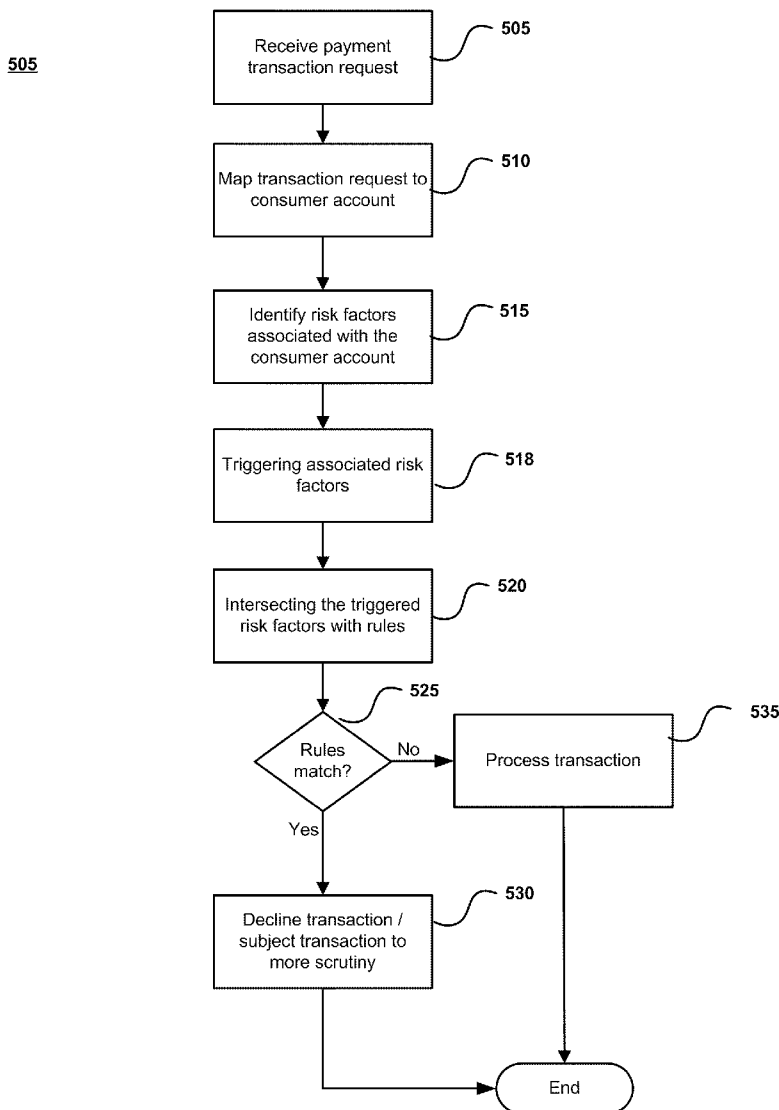 505
Receive payment
transaction request
505
Map transaction request to
consumer account
510
Identify risk factors
associated with the
consumer account
515
Triggering associated risk
factors
518
Intersecting the triggered
risk factors with rules
520
525
Rules
match?
No
Process transaction
535
Yes
Decline transaction /
subject transaction to
more scrutiny
530
End